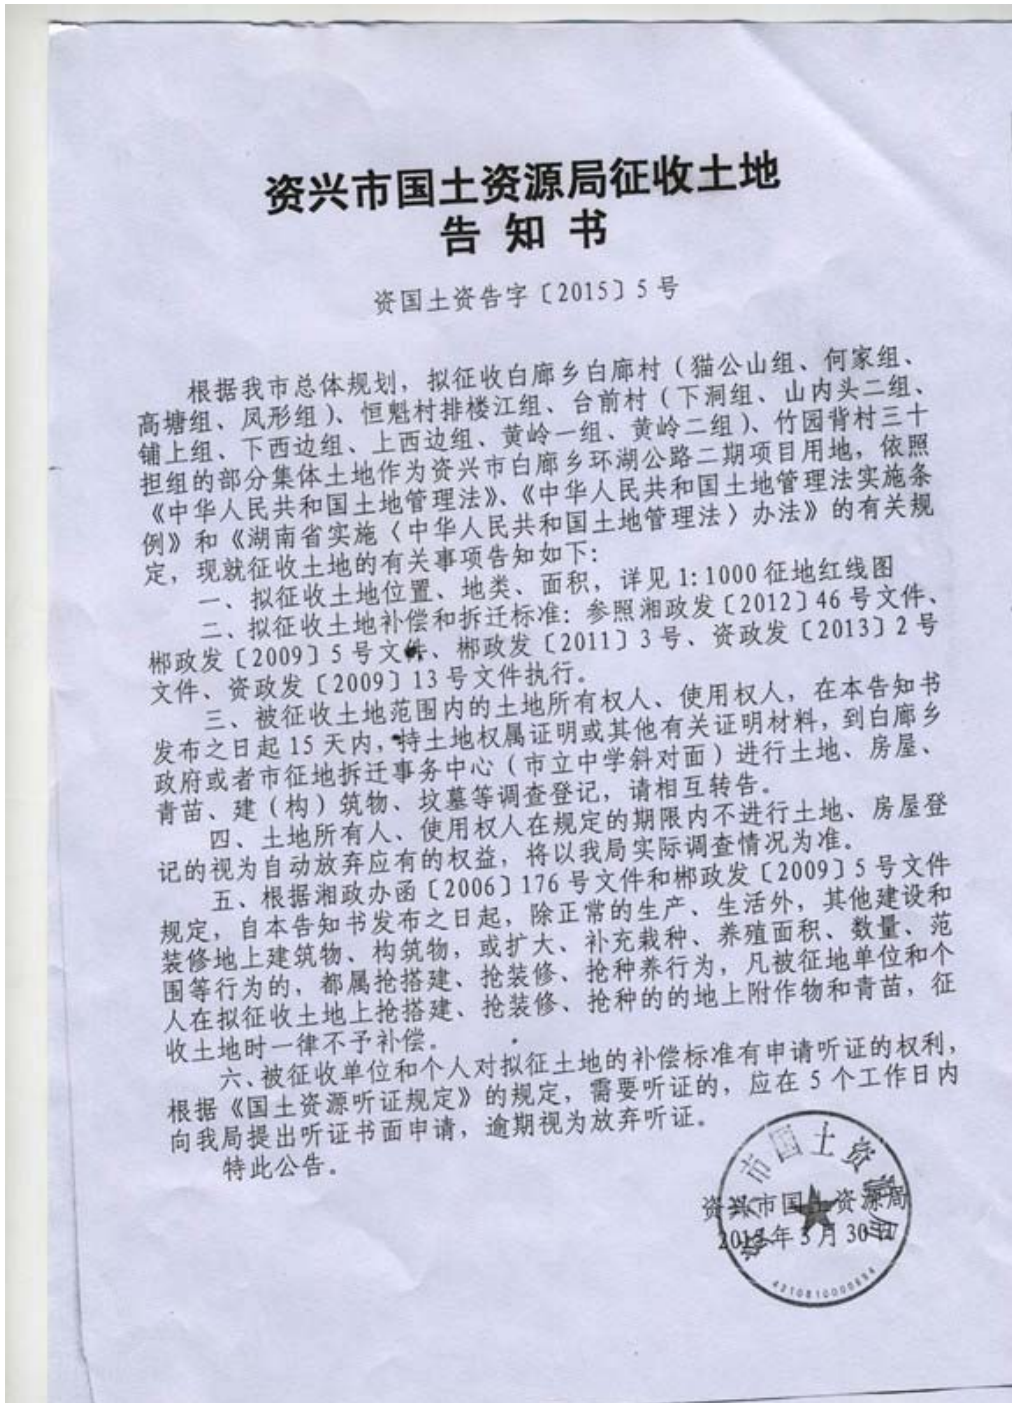 资兴市国土资源局征收土地
告知书
资国土资告字〔2015〕5号
根据我市总体规划，拟征收白廊乡白廊村（猫公山组、何家组、
高塘组、凤形组）、恒魁村排楼江组、台前村（下洞组、山内头二组、
铺上组、下西边组、上西边组、黄岭一组、黄岭二组）、竹园背村三十
担组的部分集体土地作为资兴市白廊乡环湖公路二期项目用地，依照
《中华人民共和国土地管理法》、《中华人民共和国土地管理法实施条
例》和《湖南省实施〈中华人民共和国土地管理法〉办法》的有关规
定，现就征收土地的有关事项告知如下：
一、拟征收土地位置、地类、面积，详见1:1000征地红线图
二、拟征收土地补偿和拆迁标准：参照湘政发〔2012〕46号文件、
郴政发〔2009〕5号文件、郴政发〔2011〕3号、资政发〔2013〕2号
文件、资政发〔2009〕13号文件执行。
三、被征收土地范围内的土地所有权人、使用权人，在本告知书
发布之日起15天内，持土地权属证明或其他有关证明材料，到白廊乡
政府或者市征地拆迁事务中心（市立中学斜对面）进行土地、房屋、
青苗、建（构）筑物、坟墓等调查登记，请相互转告。
四、土地所有人、使用权人在规定的期限内不进行土地、房屋登
记的视为自动放弃应有的权益，将以我局实际调查情况为准。
五、根据湘政办函〔2006〕176号文件和郴政发〔2009〕5号文件
规定，自本告知书发布之日起，除正常的生产、生活外，其他建设和
装修地上建筑物、构筑物，或扩大、补充栽种、养殖面积、数量、范
围等行为的，都属抢搭建、抢装修、抢种养行为，凡被征地单位和个
人在拟征收土地上抢搭建、抢装修、抢种的的地上附作物和青苗，征
收土地时一律不予补偿。
六、被征收单位和个人对拟征土地的补偿标准有申请听证的权利，
根据《国土资源听证规定》的规定，需要听证的，应在5个工作日内
向我局提出听证书面申请，逾期视为放弃听证。
特此公告。
资兴市国土资源局
2015年3月30日